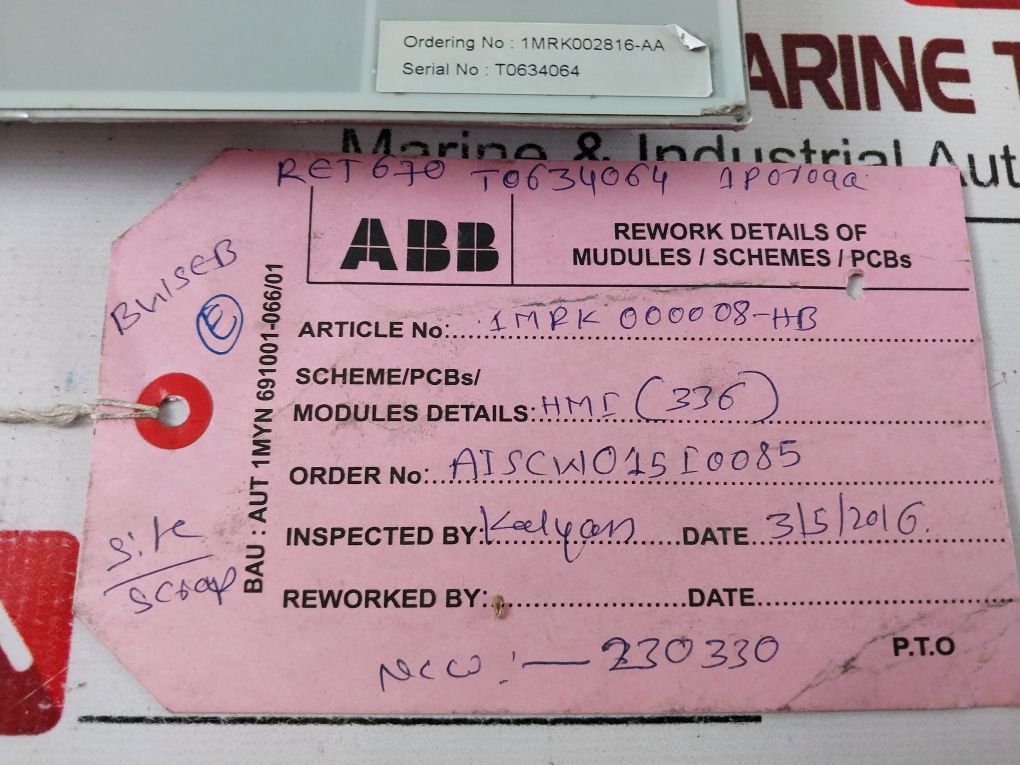 Ordering No : 1MRK002816-AA
Serial No : T0634064
ARINE T
Marine & Industrial Aut
RET670 T0634064 1P0709a
ABB
REWORK DETAILS OF
MUDULES / SCHEMES / PCBs
ARTICLE No: 1MRK 000008-HB
SCHEME/PCBs/
MODULES DETAILS: HMI (336)
ORDER No: AISCW015I0085
INSPECTED BY: Kalyan DATE 3/5/2016.
REWORKED BY: DATE
230330
P.T.O
BAU : AUT 1MYN 691001-066/01
E
Site
scrap